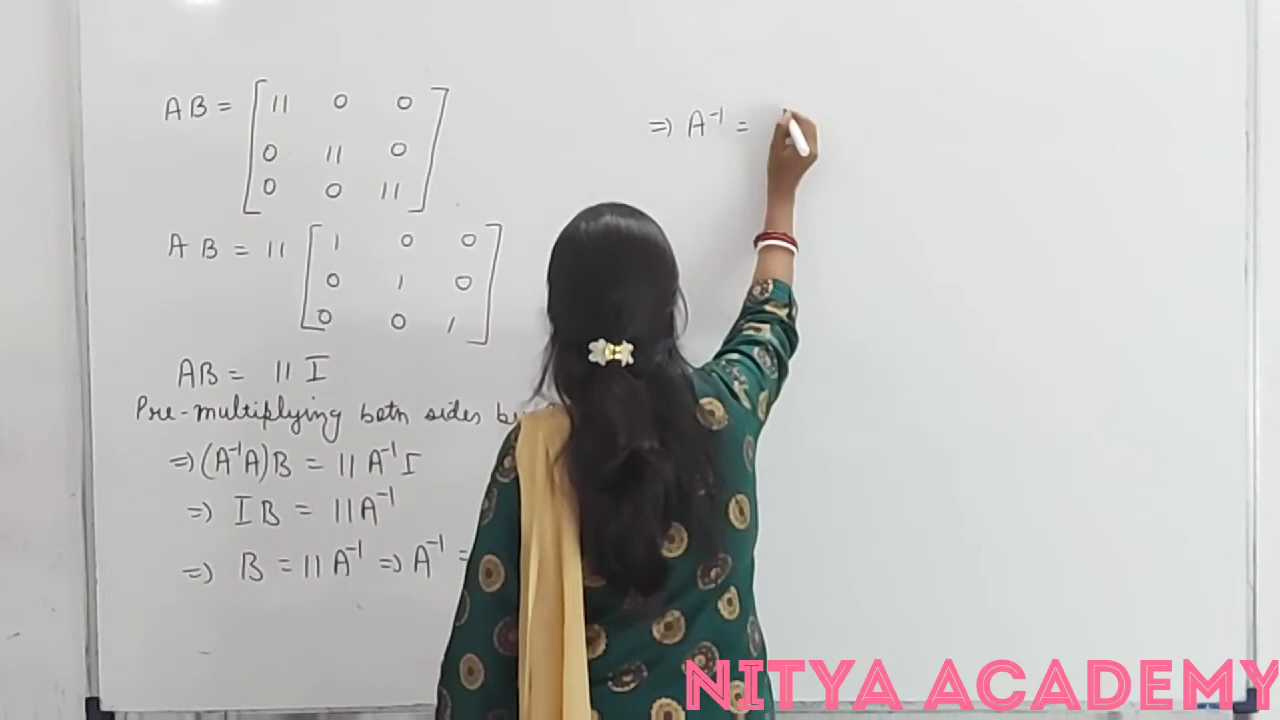 AB = [ 11 0 0
0 11 0
0 0 11 ]
AB = 11 [ 1 0 0
0 1 0
0 0 1 ]
AB = 11 I
Pre-multiplying both sides by
⇒ (A⁻¹A)B = 11 A⁻¹I
⇒ IB = 11A⁻¹
⇒ B = 11A⁻¹ ⇒ A⁻¹ =
⇒ A⁻¹ =
NITYA ACADEMY